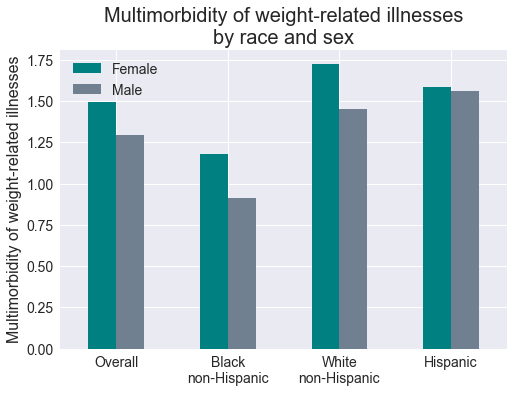 Multimorbidity of weight-related illnesses
by race and sex
Multimorbidity of weight-related illnesses
1.75
1.50
1.25
1.00
0.75
0.50
0.25
0.00
Female
Male
Overall
Black
non-Hispanic
White
non-Hispanic
Hispanic